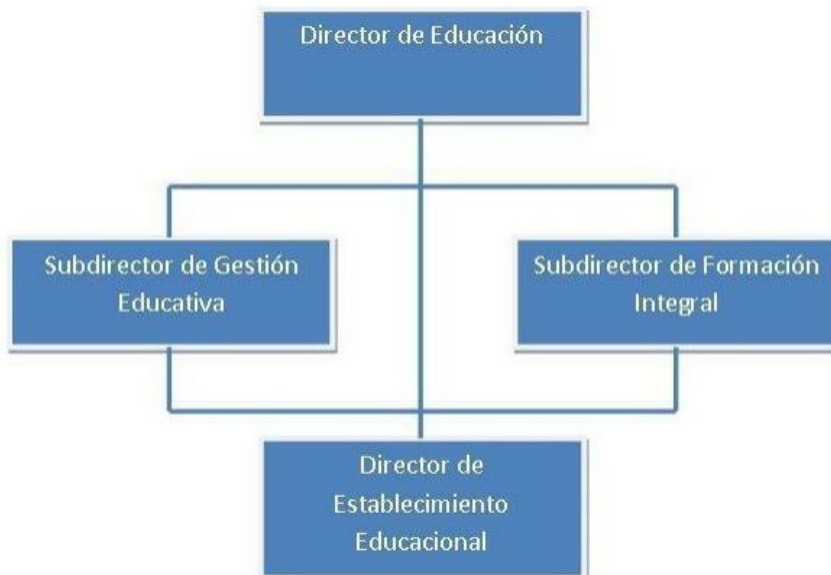 Director de Educación
Subdirector de Gestión
Educativa
Subdirector de Formación
Integral
Director de
Establecimiento
Educacional